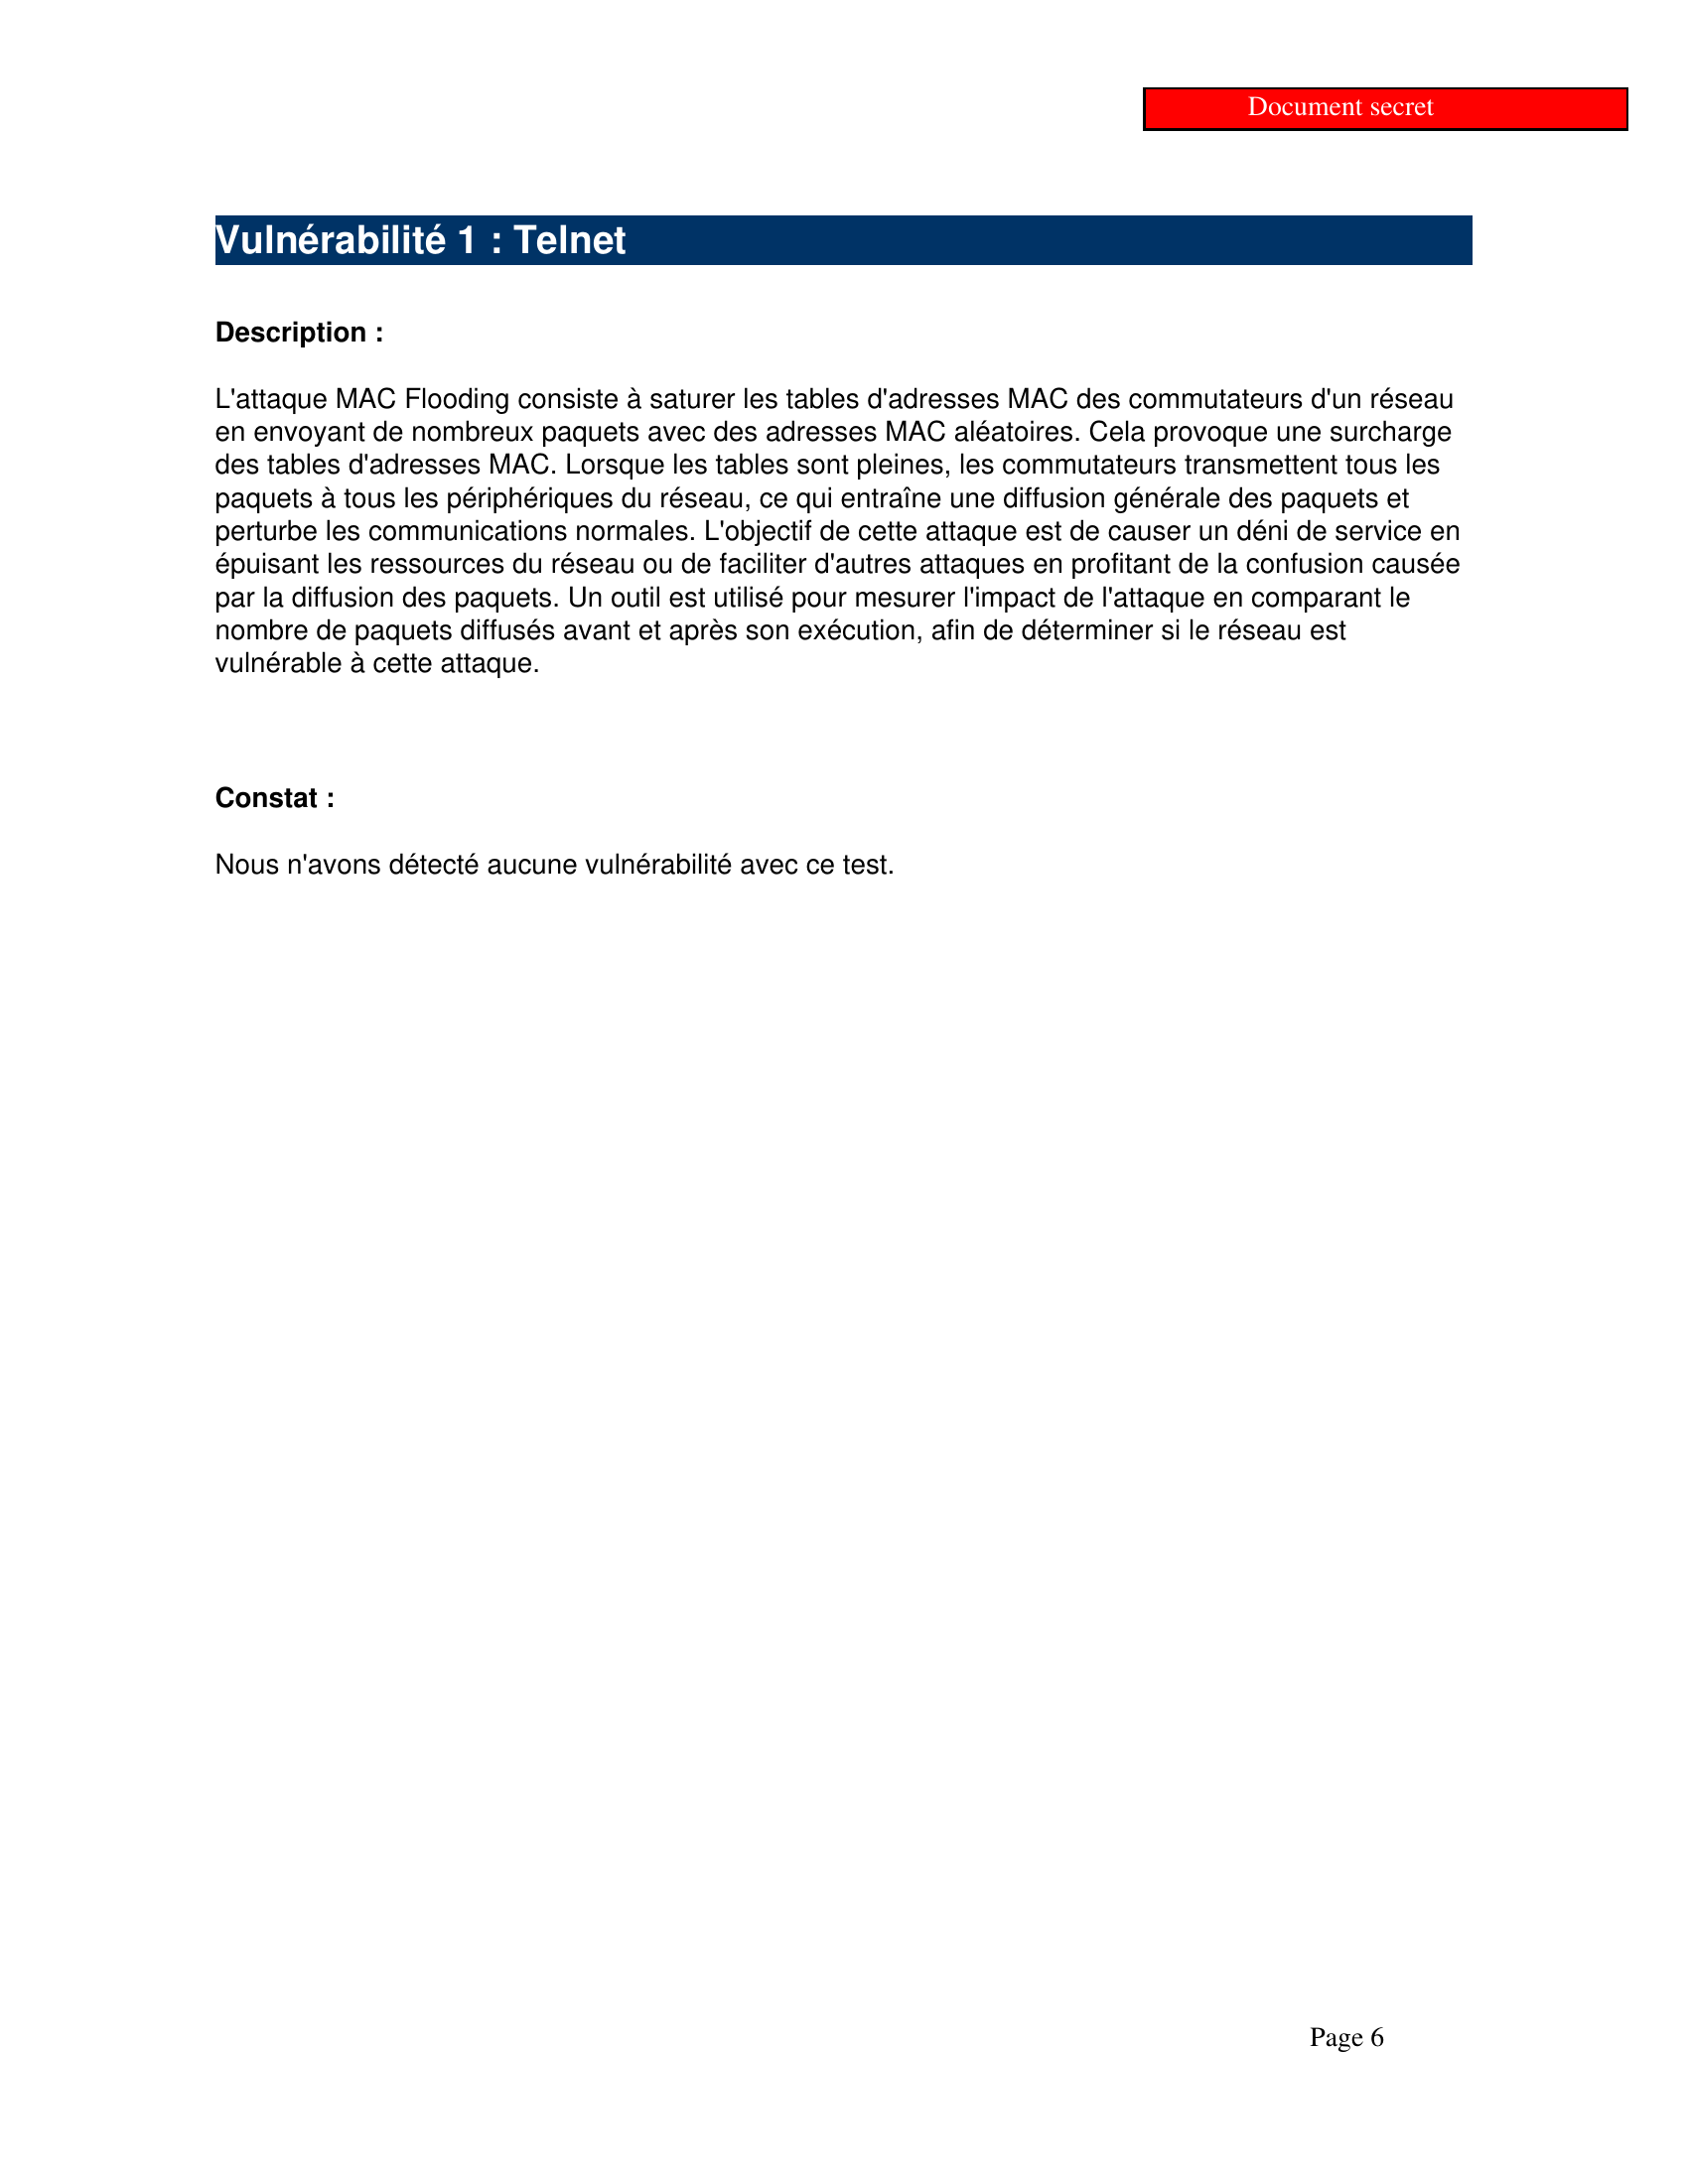 Document secret
Vulnérabilité 1 : Telnet
Description :
L'attaque MAC Flooding consiste à saturer les tables d'adresses MAC des commutateurs d'un réseau
en envoyant de nombreux paquets avec des adresses MAC aléatoires. Cela provoque une surcharge
des tables d'adresses MAC. Lorsque les tables sont pleines, les commutateurs transmettent tous les
paquets à tous les périphériques du réseau, ce qui entraîne une diffusion générale des paquets et
perturbe les communications normales. L'objectif de cette attaque est de causer un déni de service en
épuisant les ressources du réseau ou de faciliter d'autres attaques en profitant de la confusion causée
par la diffusion des paquets. Un outil est utilisé pour mesurer l'impact de l'attaque en comparant le
nombre de paquets diffusés avant et après son exécution, afin de déterminer si le réseau est
vulnérable à cette attaque.
Constat :
Nous n'avons détecté aucune vulnérabilité avec ce test.
Page 6